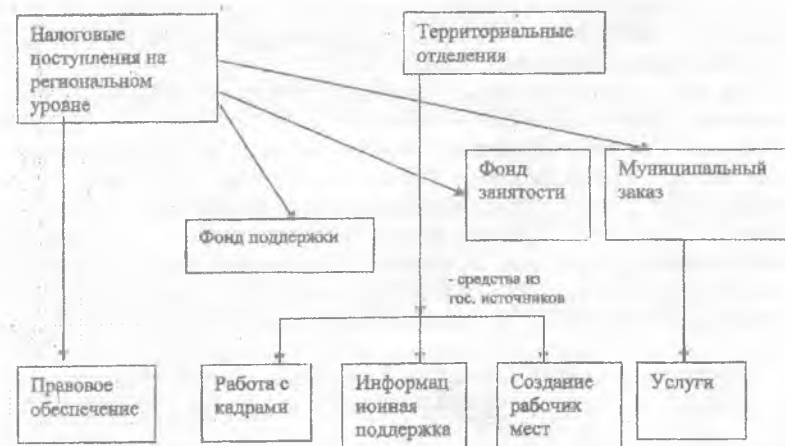 Налоговые
поступления на
региональном
уровне
Территориальные
отделения
Фонд
занятости
Муниципальный
заказ
Фонд поддержки
- средства из
гос. источников
Правовое
обеспечение
Работа с
кадрами
Информац
ионная
поддержка
Создание
рабочих
мест
Услуги